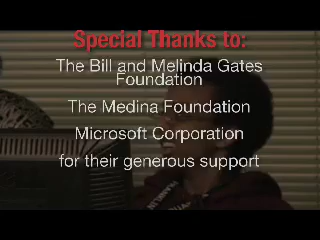 Special Thanks to:
The Bill and Melinda Gates
Foundation
The Medina Foundation
Microsoft Corporation
for their generous support